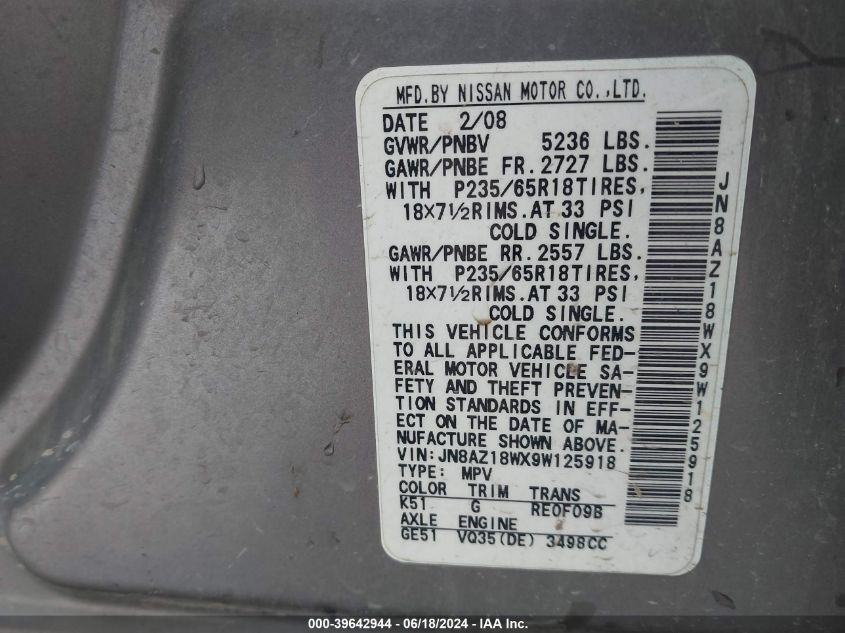 MFD.BY NISSAN MOTOR CO.,LTD.
DATE 2/08
GVWR/PNBV 5236 LBS.
GAWR/PNBE FR. 2727 LBS.
WITH P235/65R18TIRES,
18X7½RIMS.AT 33 PSI
COLD SINGLE.
GAWR/PNBE RR. 2557 LBS.
WITH P235/65R18TIRES,
18X7½RIMS.AT 33 PSI
COLD SINGLE.
THIS VEHICLE CONFORMS
TO ALL APPLICABLE FED-
ERAL MOTOR VEHICLE SA-
FETY AND THEFT PREVEN-
TION STANDARDS IN EFF-
ECT ON THE DATE OF MA-
NUFACTURE SHOWN ABOVE.
VIN:JN8AZ18WX9W125918
TYPE: MPV
COLOR TRIM TRANS
K51 G RE0F09B
AXLE ENGINE
GE51 VQ35(DE) 3498CC
JN8AZ18WX9W125918
000-39642944 - 06/18/2024 - IAA Inc.